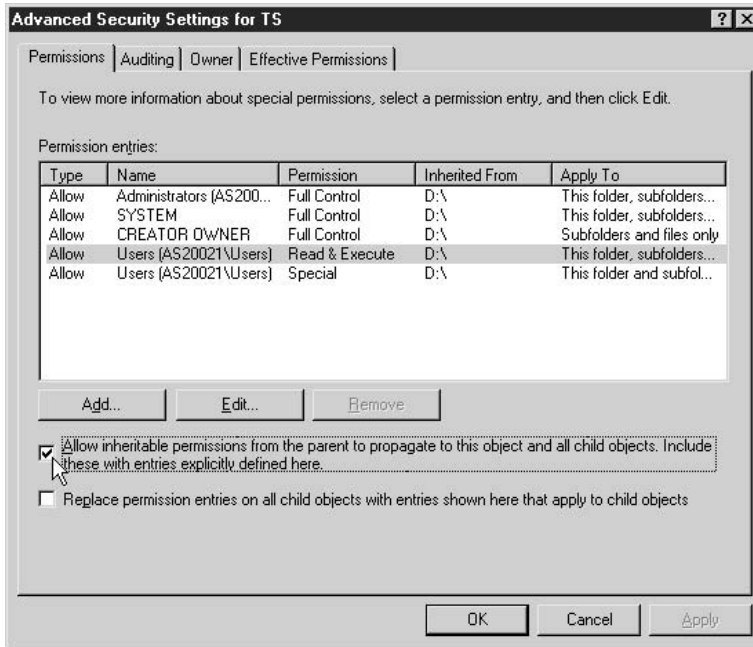 Advanced Security Settings for TS
Permissions Auditing Owner Effective Permissions
To view more information about special permissions, select a permission entry, and then click Edit.
Permission entries:
Type Name Permission Inherited From Apply To
Allow Administrators (AS200... Full Control D:\ This folder, subfolders...
Allow SYSTEM Full Control D:\ This folder, subfolders...
Allow CREATOR OWNER Full Control D:\ Subfolders and files only
Allow Users (AS20021\Users) Read & Execute D:\ This folder, subfolders...
Allow Users (AS20021\Users) Special D:\ This folder and subfol...
Add... Edit... Remove
Allow inheritable permissions from the parent to propagate to this object and all child objects. Include
these with entries explicitly defined here.
Replace permission entries on all child objects with entries shown here that apply to child objects
OK Cancel Apply